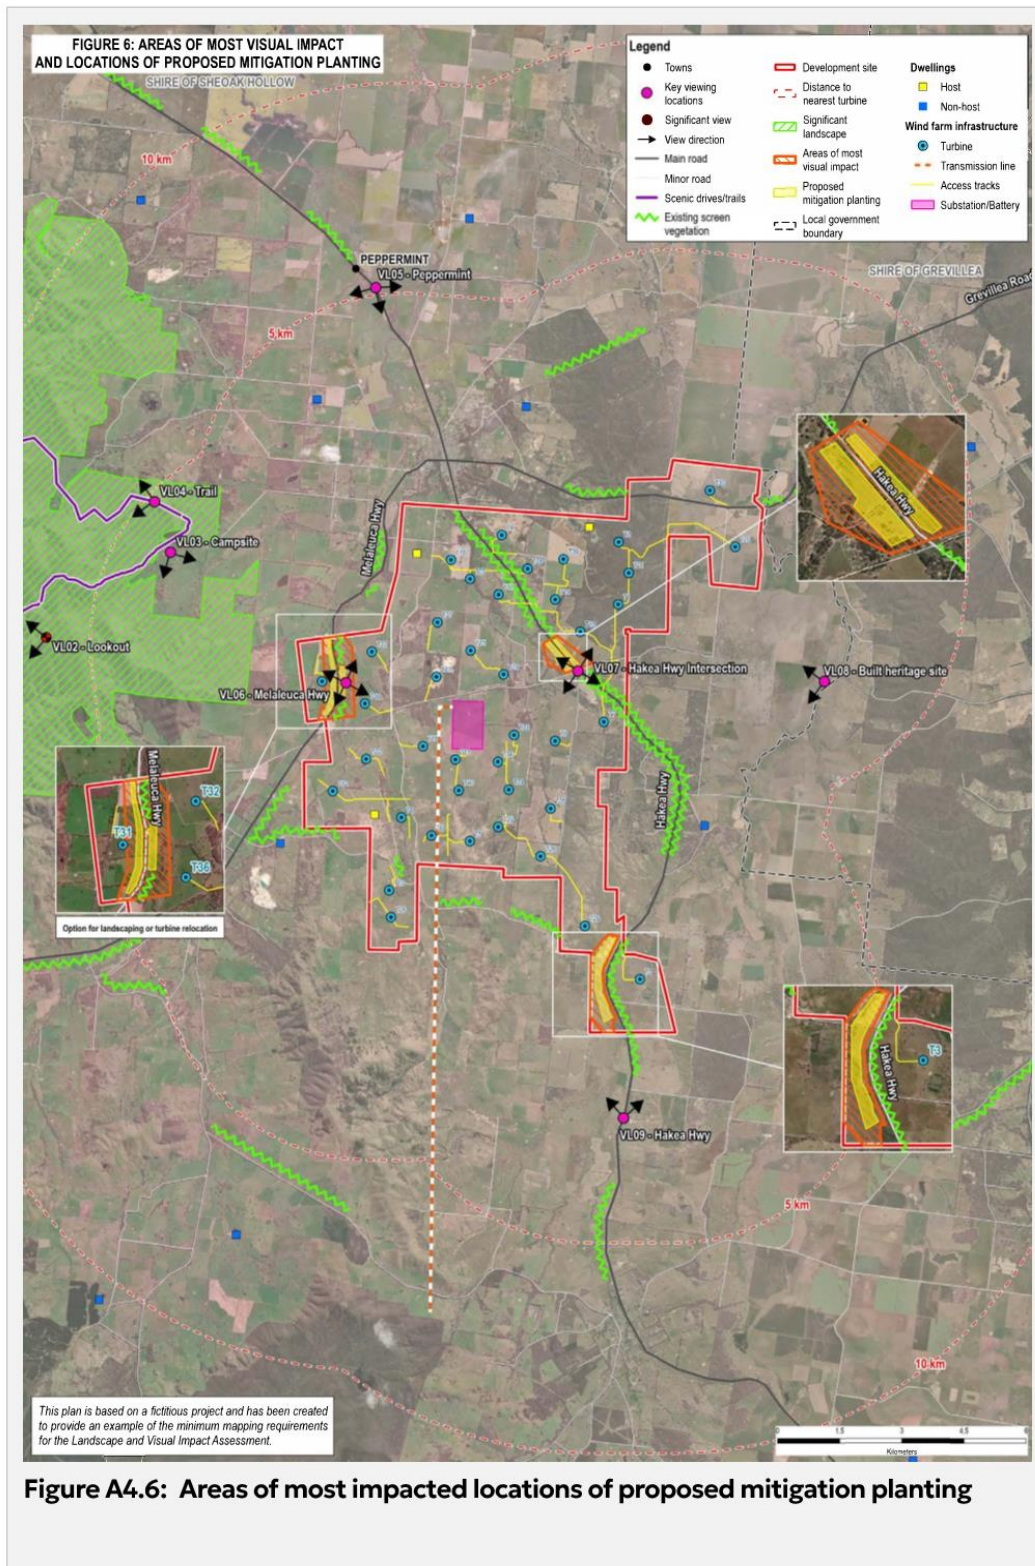 FIGURE 6: AREAS OF MOST VISUAL IMPACT
AND LOCATIONS OF PROPOSED MITIGATION PLANTING
SHIRE OF SHEOAK HOLLOW
Legend
Towns
Key viewing
locations
Significant view
View direction
Main road
Minor road
Scenic drives/trails
Existing screen
vegetation
Development site
Distance to
nearest turbine
Significant
landscape
Areas of most
visual impact
Proposed
mitigation planting
Local government
boundary
Dwellings
Host
Non-host
Wind farm infrastructure
Turbine
Transmission line
Access tracks
Substation/Battery
10 km
PEPPERMINT
VL05 - Peppermint
SHIRE OF GREVILLEA
Grevillea Road
5 km
Hakea Hwy
VL04 - Trail
Melaleuca Hwy
VL03 - Campsite
VL02 - Lookout
VL07 - Hakea Hwy Intersection
VL08 - Built heritage site
VL06 - Melaleuca Hwy
Melaleuca Hwy
T32
T31
T36
Hakea Hwy
Option for landscaping or turbine relocation
Hakea Hwy
T3
VL09 - Hakea Hwy
5 km
10 km
This plan is based on a fictitious project and has been created
to provide an example of the minimum mapping requirements
for the Landscape and Visual Impact Assessment.
0 1.5 3 4.5 6
Kilometers
Figure A4.6: Areas of most impacted locations of proposed mitigation planting